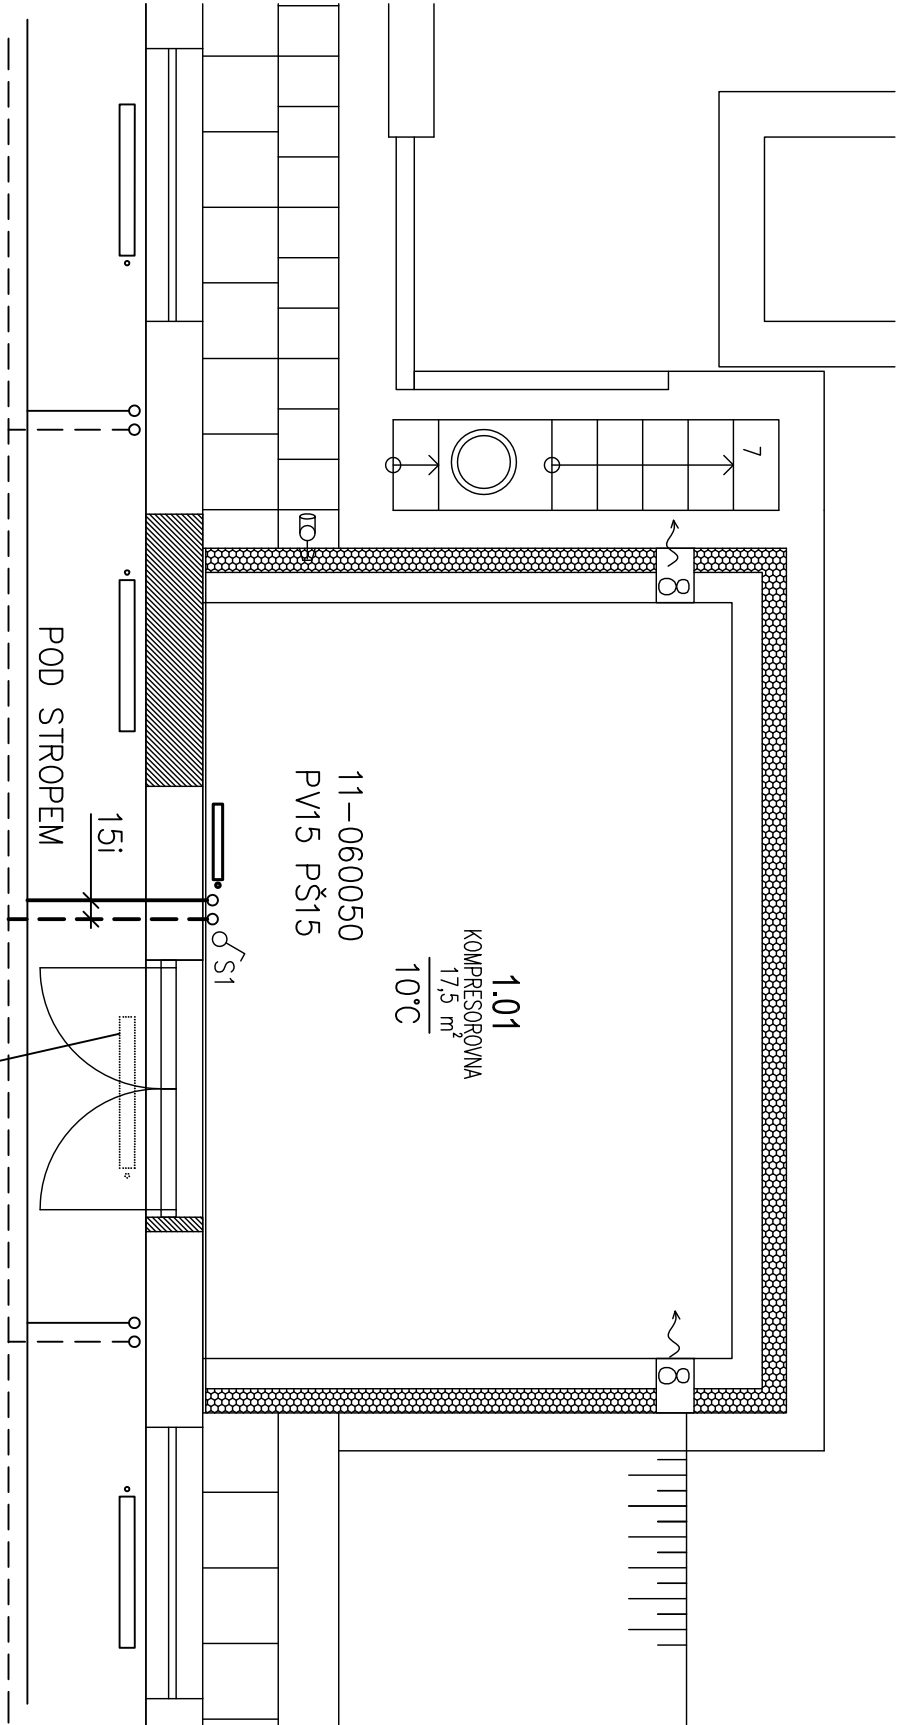 7
8
1.01
KOMPRESOROVNA
17,5 m²
10°C
11-060050
PV15 PŠ15
S1
15i
POD STROPEM
8